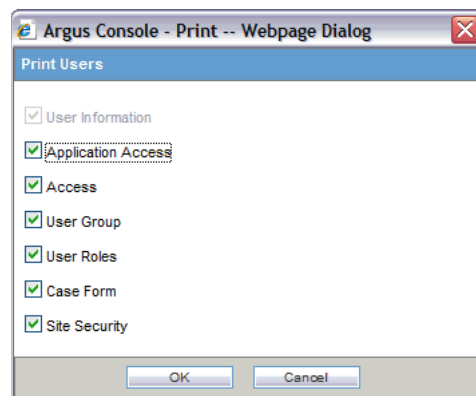 Argus Console - Print -- Webpage Dialog
Print Users
User Information
Application Access
Access
User Group
User Roles
Case Form
Site Security
OK Cancel